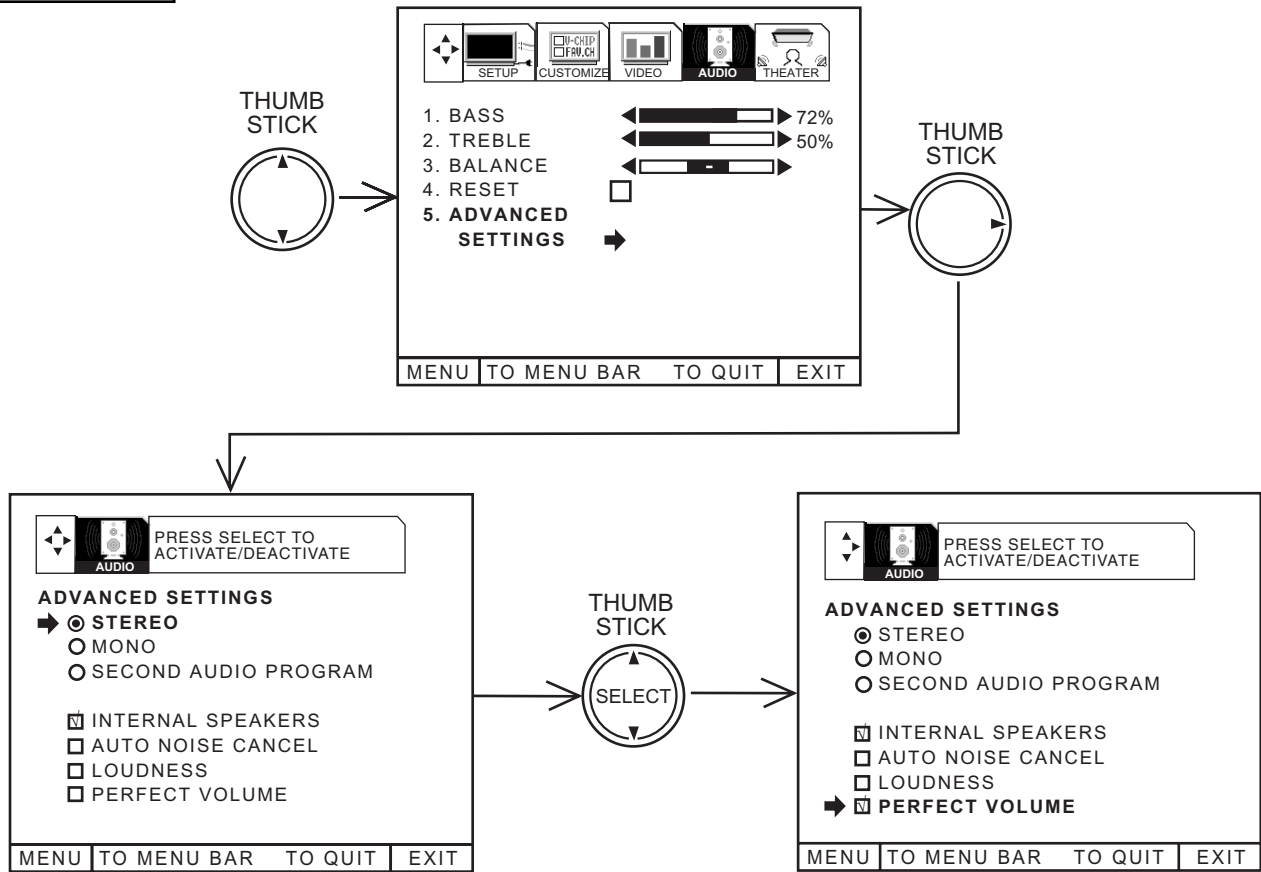 THUMB
STICK
V-CHIP
FAV.CH
SETUP CUSTOMIZE VIDEO AUDIO THEATER
1. BASS 72%
2. TREBLE 50%
3. BALANCE
4. RESET
5. ADVANCED
SETTINGS
MENU TO MENU BAR TO QUIT EXIT
THUMB
STICK
PRESS SELECT TO
ACTIVATE/DEACTIVATE
AUDIO
ADVANCED SETTINGS
STEREO
MONO
SECOND AUDIO PROGRAM
INTERNAL SPEAKERS
AUTO NOISE CANCEL
LOUDNESS
PERFECT VOLUME
MENU TO MENU BAR TO QUIT EXIT
THUMB
STICK
SELECT
PRESS SELECT TO
ACTIVATE/DEACTIVATE
AUDIO
ADVANCED SETTINGS
STEREO
MONO
SECOND AUDIO PROGRAM
INTERNAL SPEAKERS
AUTO NOISE CANCEL
LOUDNESS
PERFECT VOLUME
MENU TO MENU BAR TO QUIT EXIT